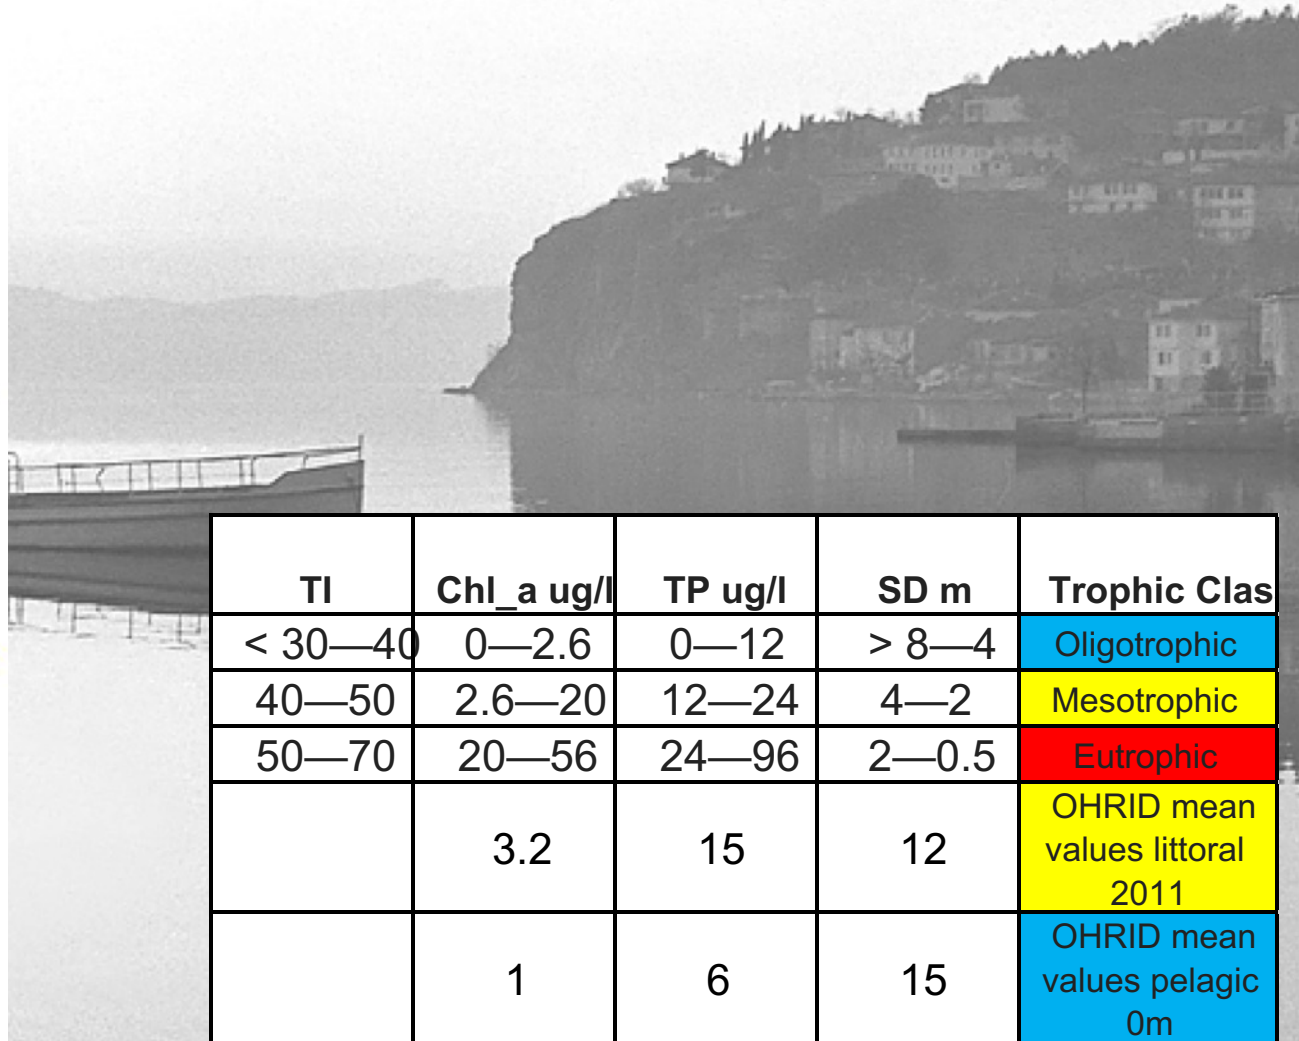 TI Chl_a ug/l TP ug/l SD m Trophic Clas
< 30—40 0—2.6 0—12 > 8—4 Oligotrophic
40—50 2.6—20 12—24 4—2 Mesotrophic
50—70 20—56 24—96 2—0.5 Eutrophic
3.2 15 12 OHRID mean
values littoral
2011
1 6 15 OHRID mean
values pelagic
0m